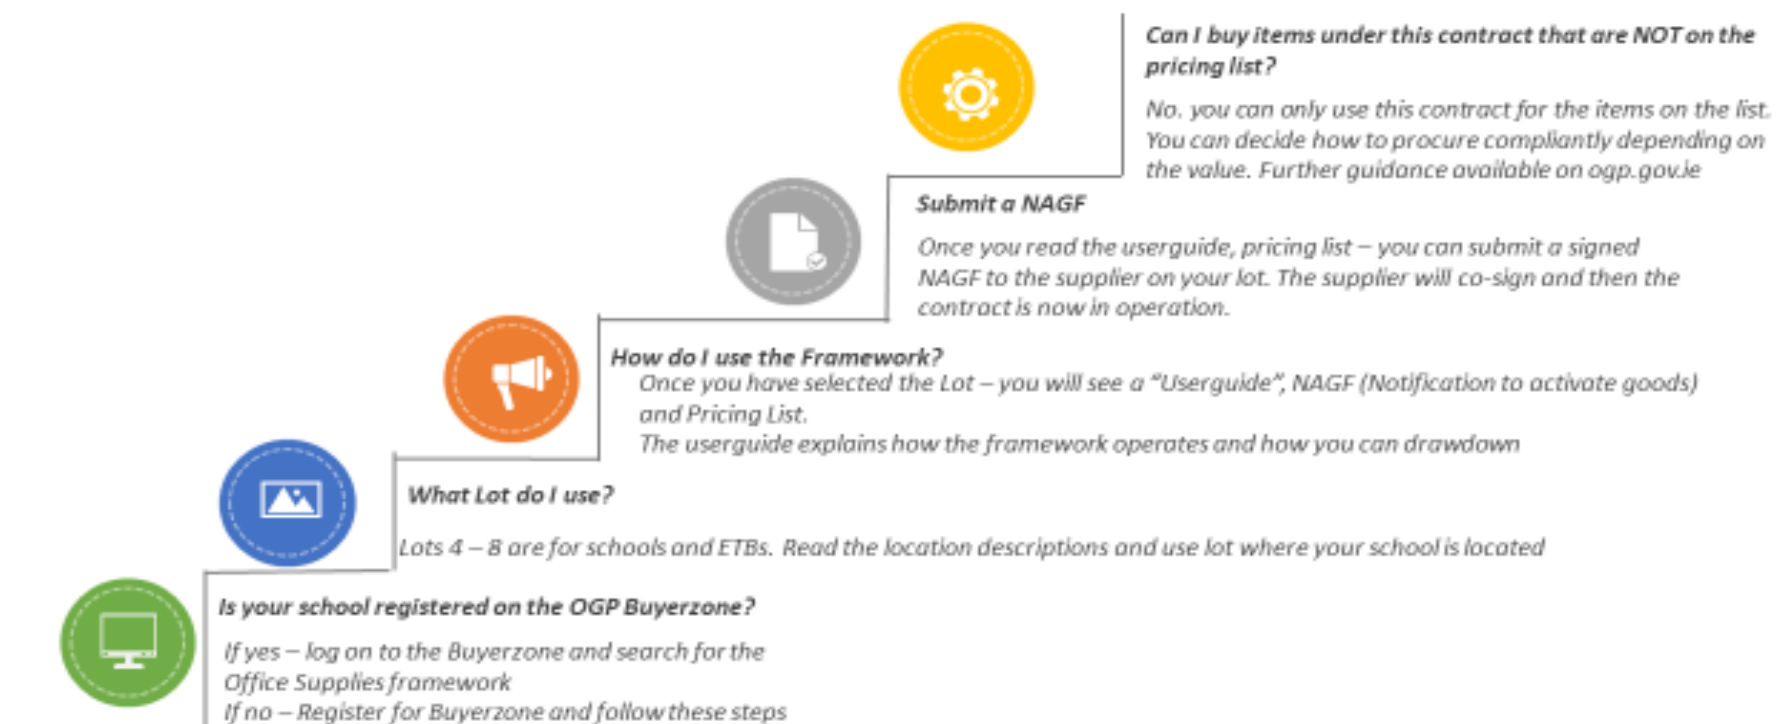 Can I buy items under this contract that are NOT on the
pricing list?
No. you can only use this contract for the items on the list.
You can decide how to procure compliantly depending on
the value. Further guidance available on ogp.gov.ie
Submit a NAGF
Once you read the userguide, pricing list – you can submit a signed
NAGF to the supplier on your lot. The supplier will co-sign and then the
contract is now in operation.
How do I use the Framework?
Once you have selected the Lot – you will see a “Userguide”, NAGF (Notification to activate goods)
and Pricing List.
The userguide explains how the framework operates and how you can drawdown
What Lot do I use?
Lots 4 – 8 are for schools and ETBs. Read the location descriptions and use lot where your school is located
Is your school registered on the OGP Buyerzone?
If yes – log on to the Buyerzone and search for the
Office Supplies framework
If no – Register for Buyerzone and follow these steps